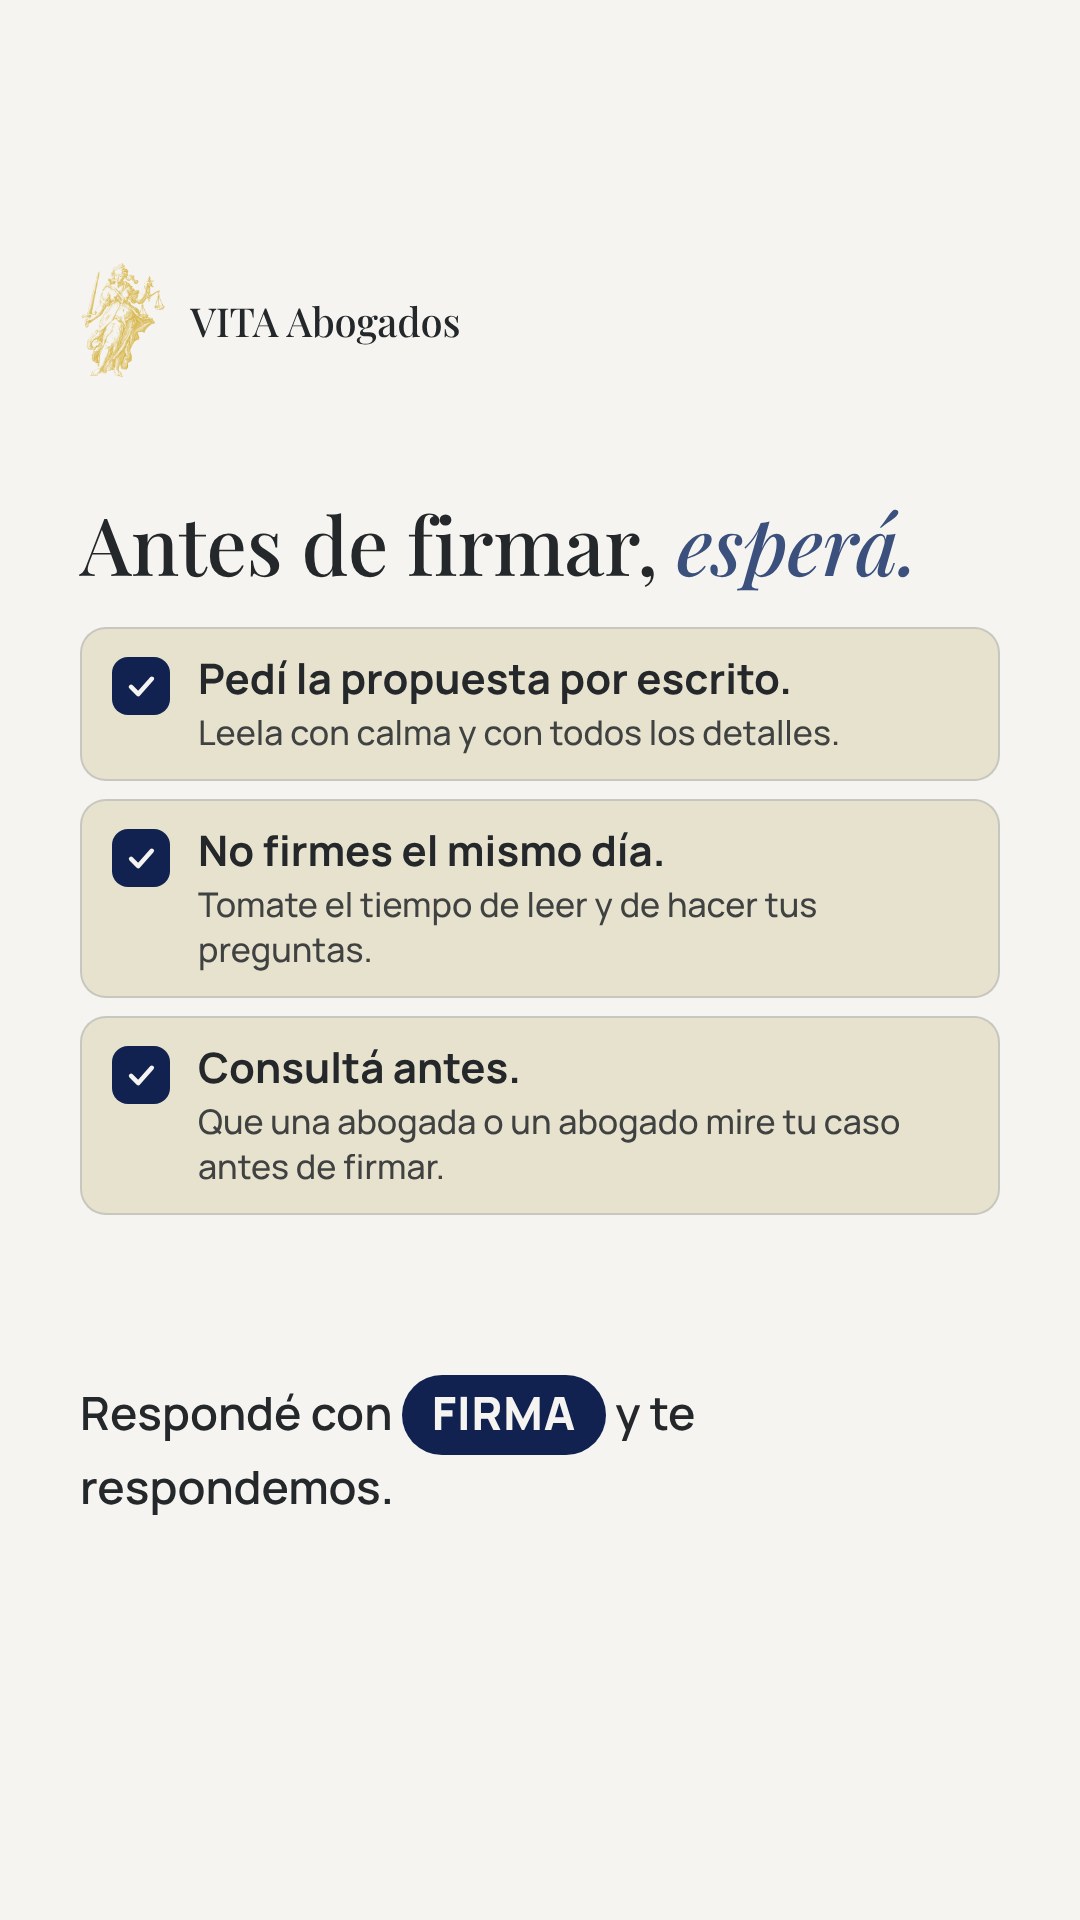 VITA Abogados
Antes de firmar, esperá.
Pedí la propuesta por escrito.
Leela con calma y con todos los detalles.
No firmes el mismo día.
Tomate el tiempo de leer y de hacer tus
preguntas.
Consultá antes.
Que una abogada o un abogado mire tu caso
antes de firmar.
Respondé con FIRMA y te
respondemos.